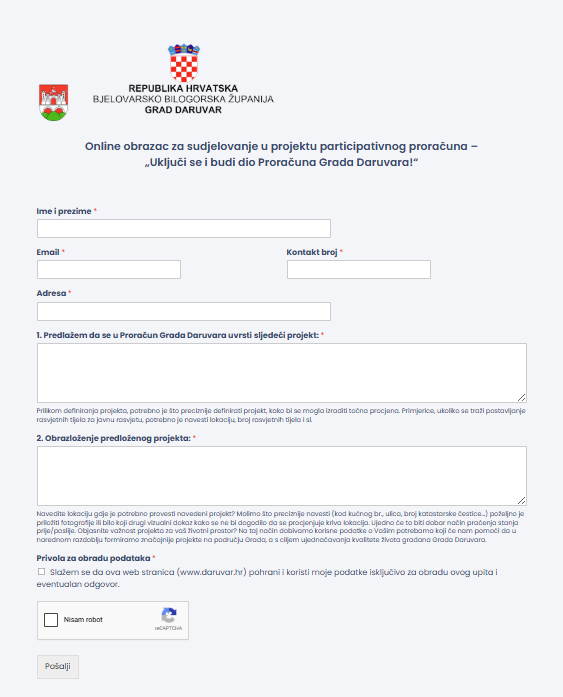 REPUBLIKA HRVATSKA
BJELOVARSKO BILOGORSKA ŽUPANIJA
GRAD DARUVAR
Online obrazac za sudjelovanje u projektu participativnog proračuna –
„Uključi se i budi dio Proračuna Grada Daruvara!“
Ime i prezime *
Email *
Kontakt broj *
Adresa *
1. Predlažem da se u Proračun Grada Daruvara uvrsti sljedeći projekt: *
Prilikom definiranja projekta, potrebno je što preciznije definirati projekt, kako bi se mogla izraditi točna procjena. Primjerice, ukoliko se traži postavljanje
rasvjetnih tijela za javnu rasvjetu, potrebno je navesti lokaciju, broj rasvjetnih tijela i sl.
2. Obrazloženje predloženog projekta: *
Navedite lokaciju gdje je potrebno provesti navedeni projekt? Molimo što preciznije navesti (kod kućnog br., ulica, broj katastarske čestice...) poželjno je
priložiti fotografije ili bilo koji drugi vizualni dokaz kako se ne bi dogodilo da se procjenjuje kriva lokacija. Ujedno će to biti dobar način praćenja stanja
prije/poslije. Objasnite važnost projekta za vaš životni prostor? Na taj način dobivamo korisne podatke o Vašim potrebama koji će nam pomoći da u
narednom razdoblju formiramo značajnije projekte na području Grada, a s ciljem ujednačavanja kvalitete života građana Grada Daruvara.
Privola za obradu podataka *
Slažem se da ova web stranica (www.daruvar.hr) pohrani i koristi moje podatke isključivo za obradu ovog upita i
eventualan odgovor.
Nisam robot
reCAPTCHA
Pošalji